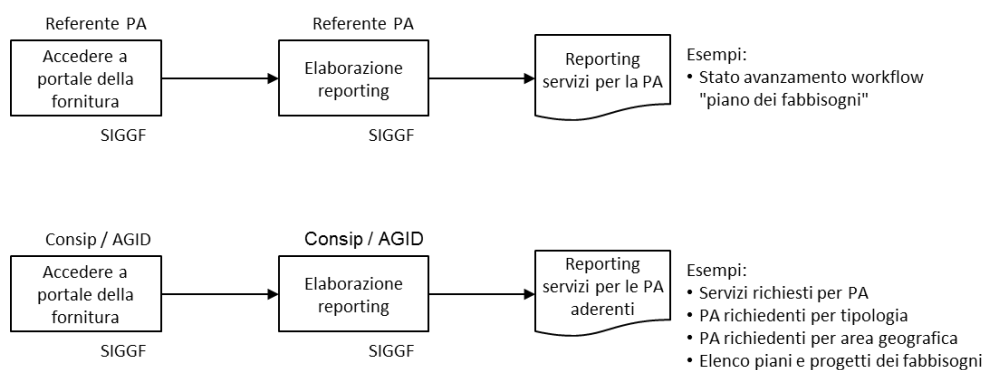 Referente PA
Accedere a
portale della
fornitura
SIGGF
Referente PA
Elaborazione
reporting
SIGGF
Reporting
servizi per la PA
Esempi:
• Stato avanzamento workflow
"piano dei fabbisogni"
Consip / AGID
Accedere a
portale della
fornitura
SIGGF
Consip / AGID
Elaborazione
reporting
SIGGF
Reporting
servizi per le PA
aderenti
Esempi:
• Servizi richiesti per PA
• PA richiedenti per tipologia
• PA richiedenti per area geografica
• Elenco piani e progetti dei fabbisogni